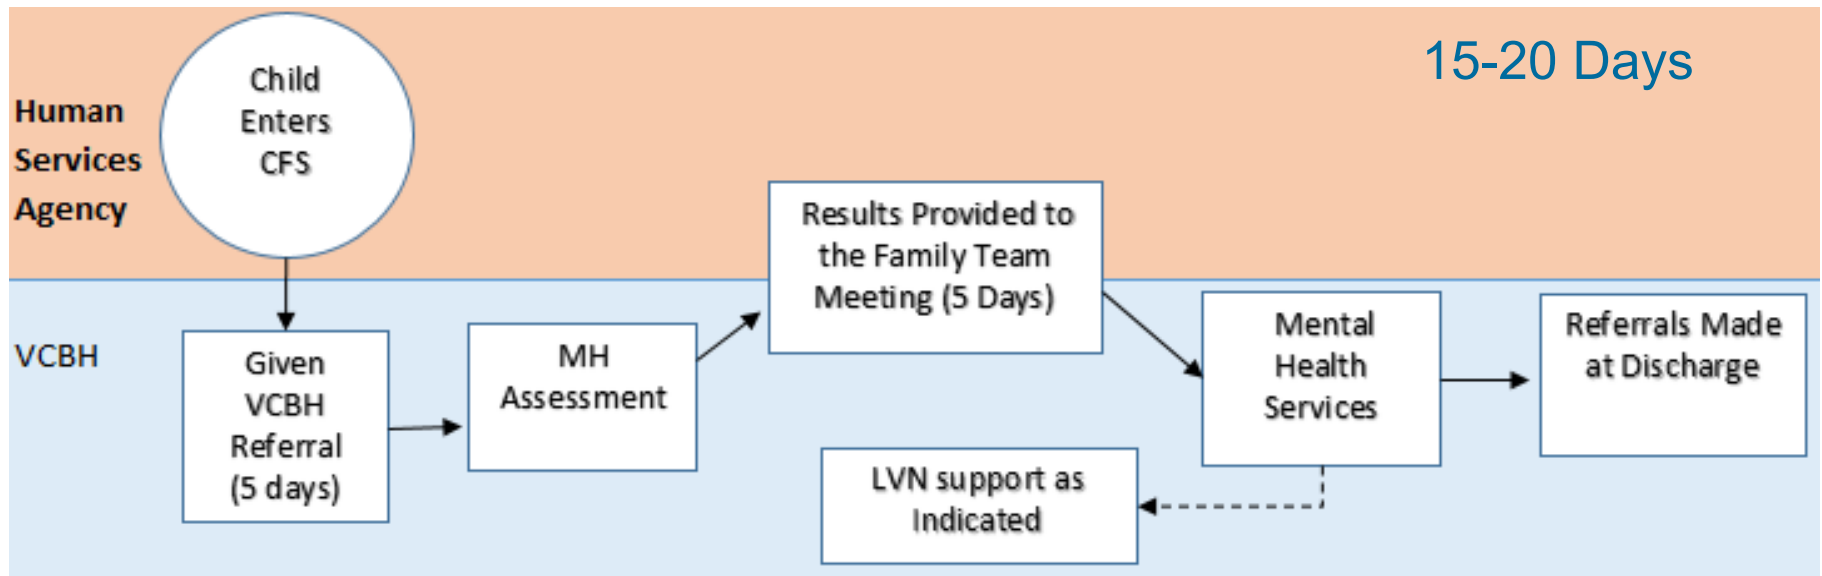 15-20 Days
Human
Services
Agency
Child
Enters
CFS
Results Provided to
the Family Team
Meeting (5 Days)
VCBH
Given
VCBH
Referral
(5 days)
MH
Assessment
Mental
Health
Services
Referrals Made
at Discharge
LVN support as
Indicated